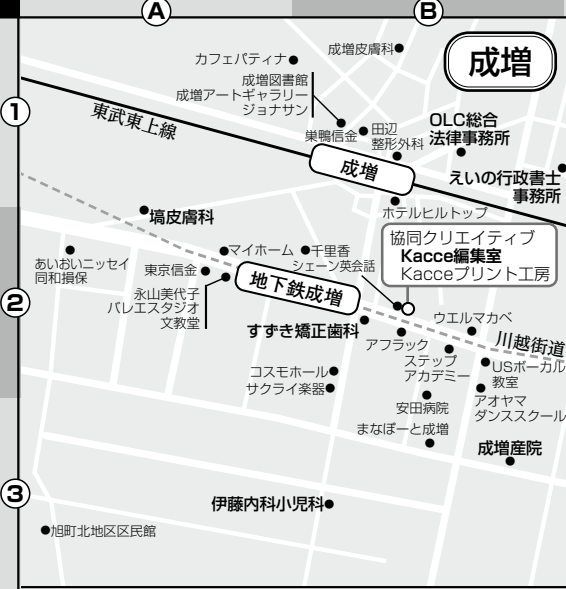 A
B
成増
カフェパティナ
成増皮膚科
成増図書館
成増アートギャラリー
ジョナサン
①
東武東上線
巣鴨信金
田辺
整形外科
OLC総合
法律事務所
成増
えいの行政書士
事務所
塙皮膚科
ホテルヒルトップ
マイホーム
千里香
シェーン英会話
協同クリエイティブ
Kacce編集室
Kacceプリント工房
あいおいニッセイ
同和損保
東京信金
②
永山美代子
バレエスタジオ
文教堂
地下鉄成増
すずき矯正歯科
アフラック
ウエルマカベ
川越街道
ステップ
アカデミー
USボーカル
教室
コスモホール
サクライ楽器
安田病院
アオヤマ
ダンススクール
まなぽーと成増
成増産院
③
伊藤内科小児科
旭町北地区区民館